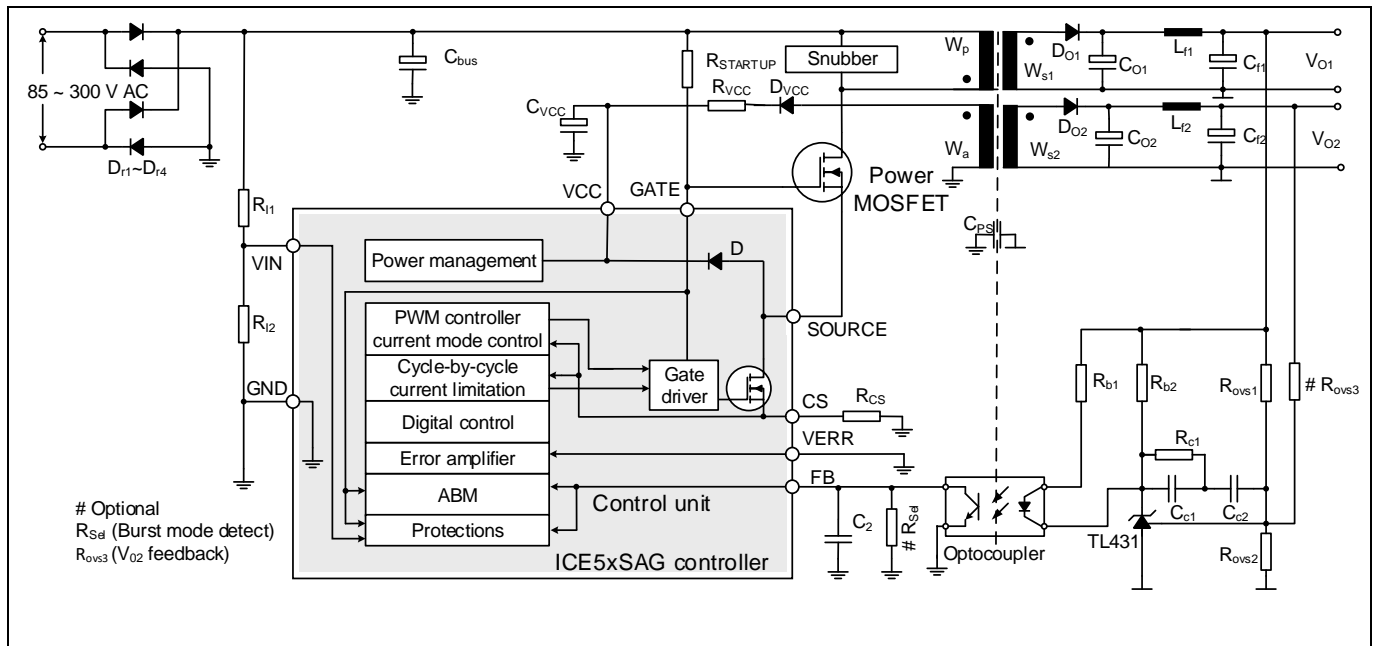 85 ~ 300 V AC
Dr1~Dr4
Cbus
RSTARTUP
Snubber
Wp
Ws1
DO1
CO1
Lf1
Cf1
VO1
CVCC
RVCC
DVCC
Wa
Ws2
DO2
CO2
Lf2
Cf2
VO2
Power
MOSFET
VCC
GATE
CPS
RI1
VIN
RI2
GND
Power management
D
SOURCE
PWM controller
current mode control
Cycle-by-cycle
current limitation
Gate
driver
Digital control
CS
RCS
VERR
Error amplifier
FB
ABM
Control unit
Protections
ICE5xSAG controller
C2
# RSel
Optocoupler
Rb1
Rb2
Rovs1
# Rovs3
Rc1
Cc1
Cc2
TL431
Rovs2
# Optional
RSel (Burst mode detect)
Rovs3 (V02 feedback)